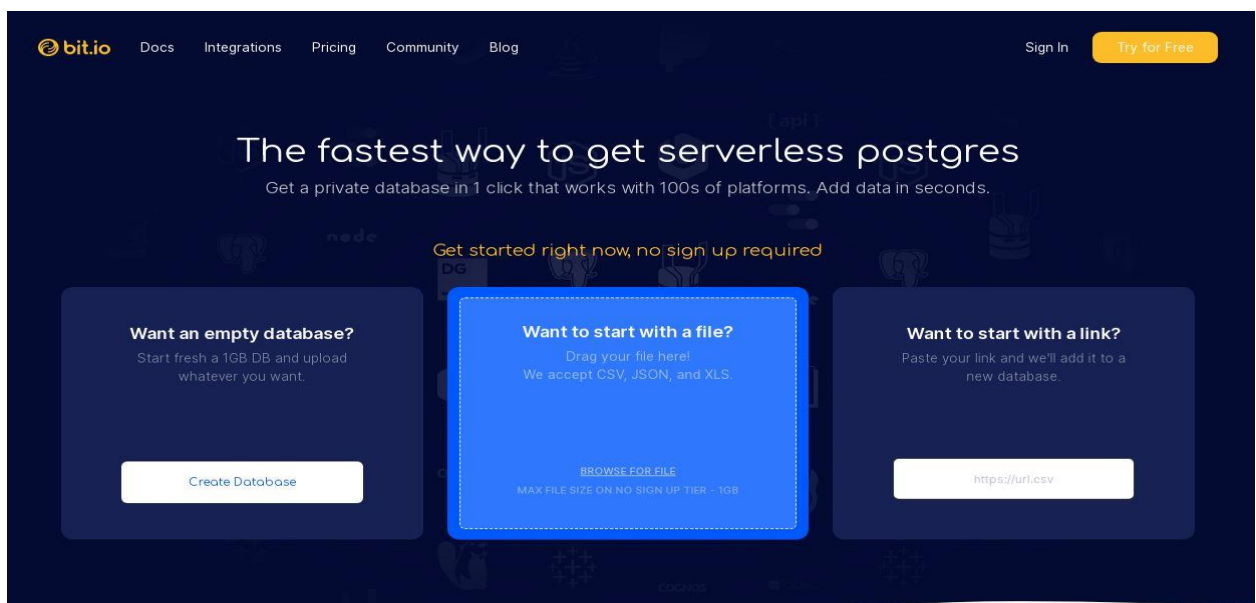 bit.io Docs Integrations Pricing Community Blog Sign In Try for Free
{api}
The fastest way to get serverless postgres
Get a private database in 1 click that works with 100s of platforms. Add data in seconds.
node
Get started right now, no sign up required
DG
Want an empty database?
Start fresh a 1GB DB and upload
whatever you want.
Create Database
Want to start with a file?
Drag your file here!
We accept CSV, JSON, and XLS.
BROWSE FOR FILE
MAX FILE SIZE ON NO SIGN UP TIER - 1GB
Want to start with a link?
Paste your link and we'll add it to a
new database.
https://url.csv
COGNOS